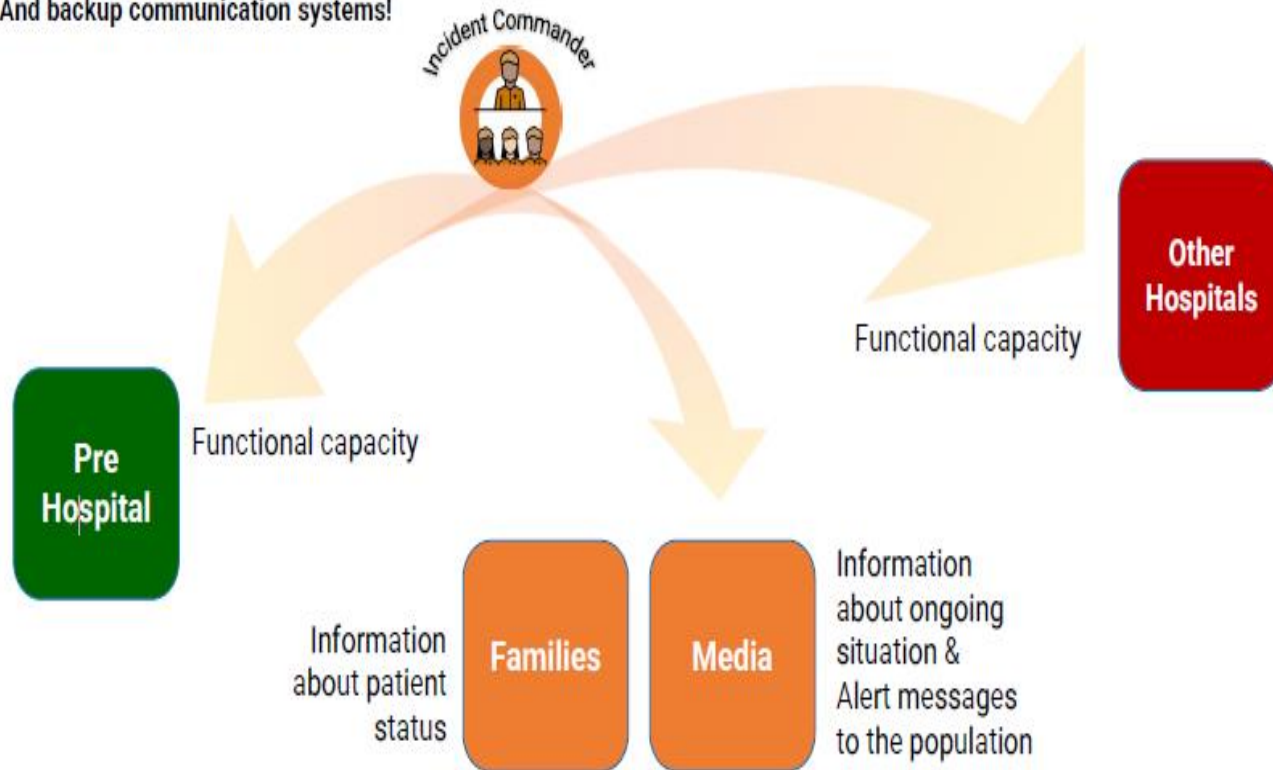 And backup communication systems!
Incident Commander
Other
Hospitals
Functional capacity
Pre
Hospital
Functional capacity
Families
Media
Information
about patient
status
Information
about ongoing
situation &
Alert messages
to the population